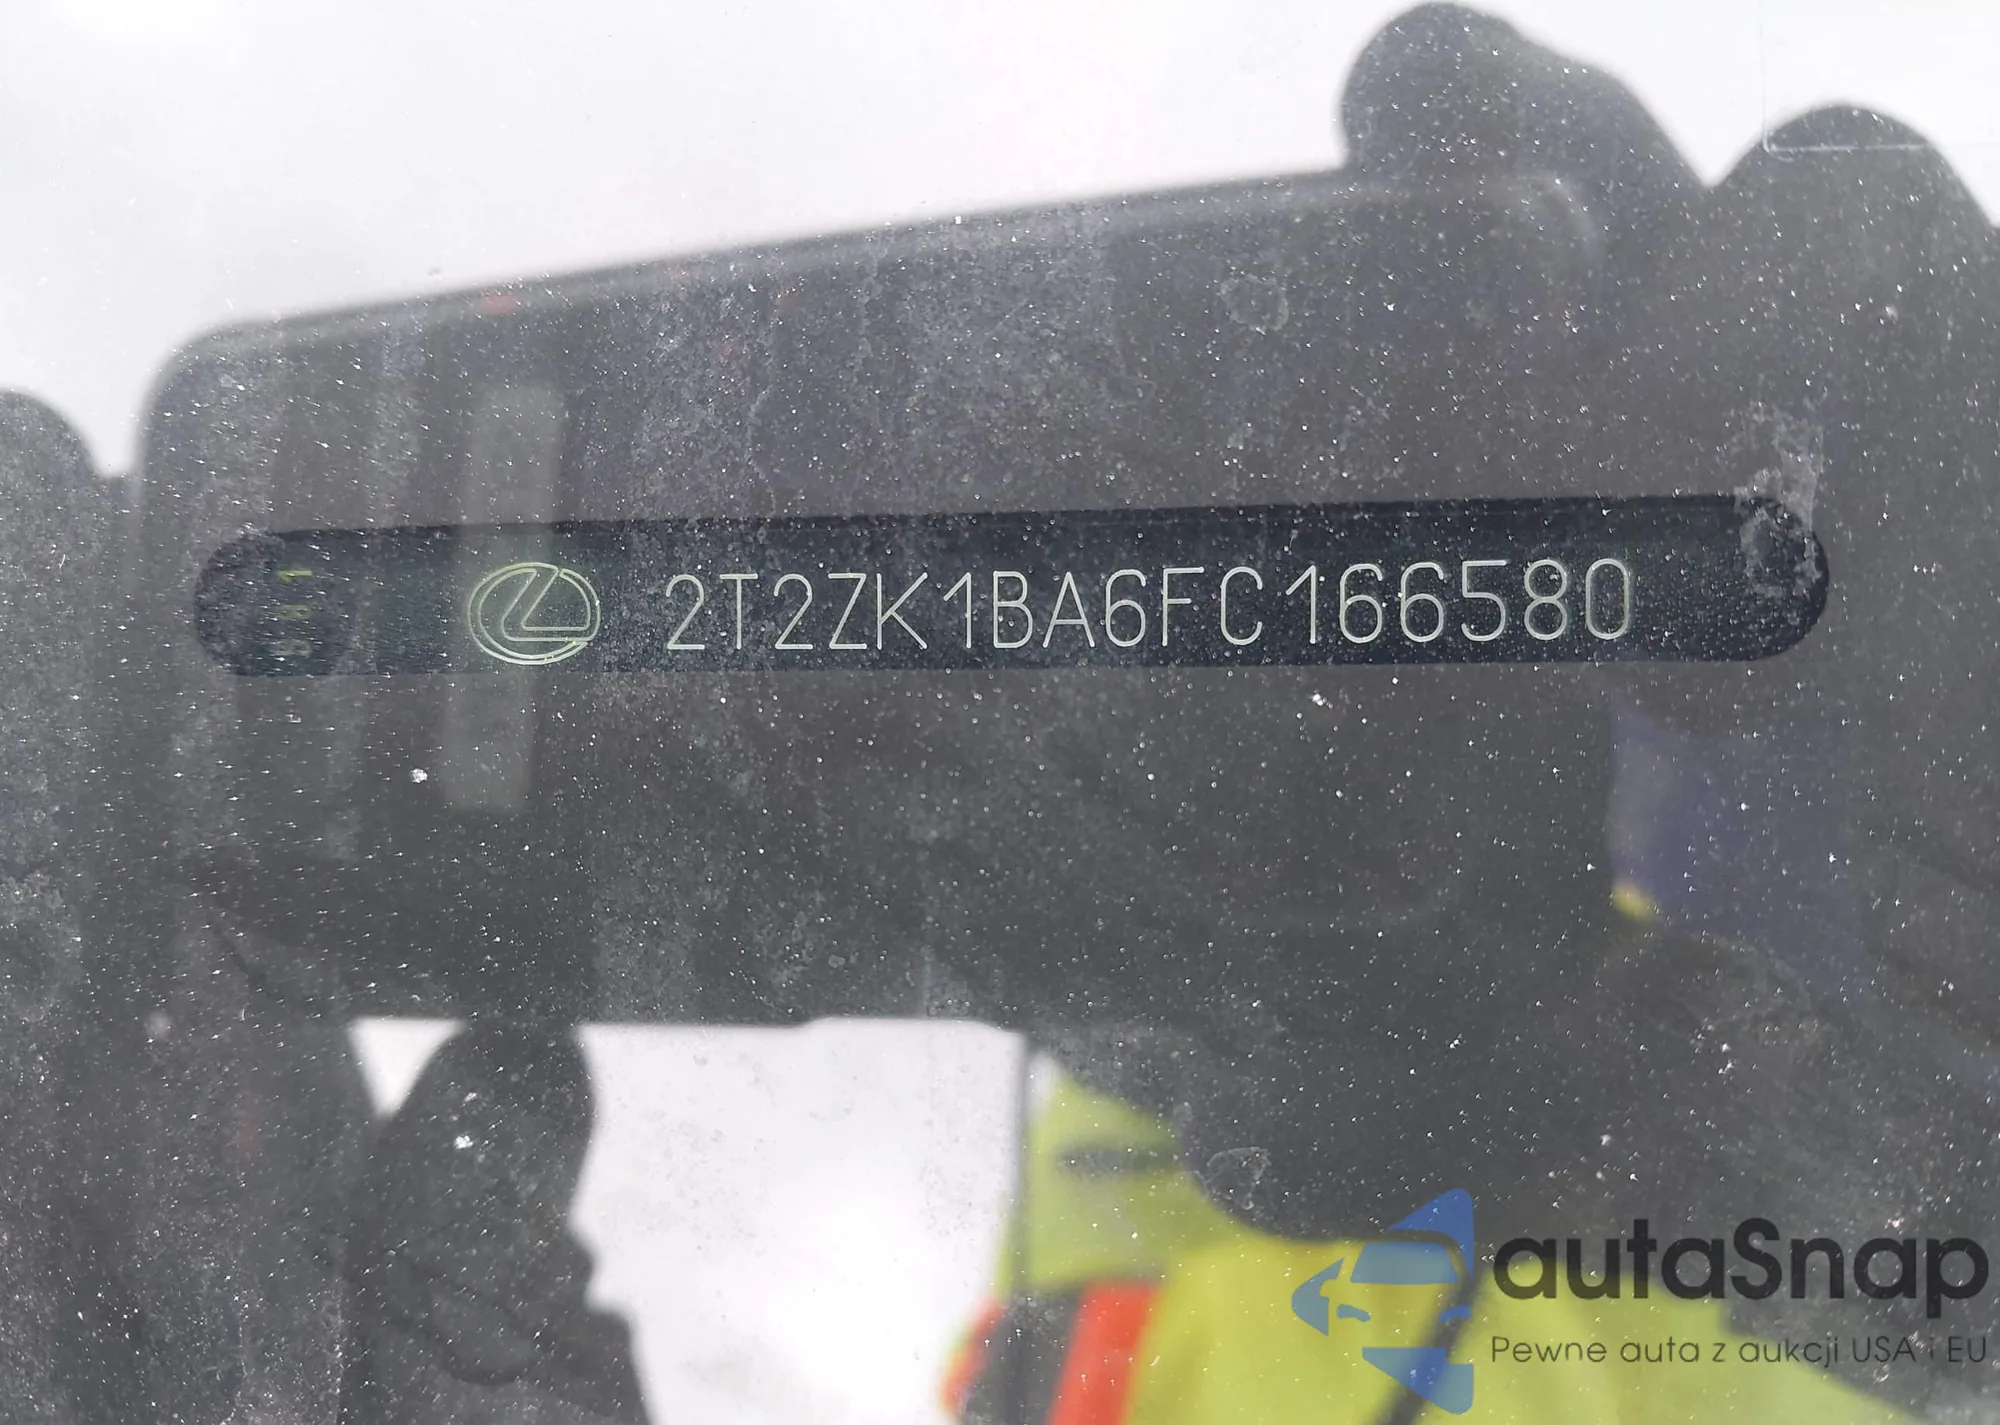 2T2ZK1BA6FC166580
autaSnap
Pewne auta z aukcji USA i EU